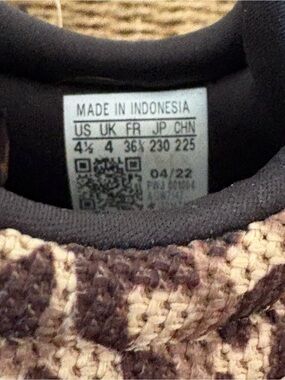 MADE IN INDONESIA
US UK FR JP CHN
4½ 4 36⅔ 230 225
04/22